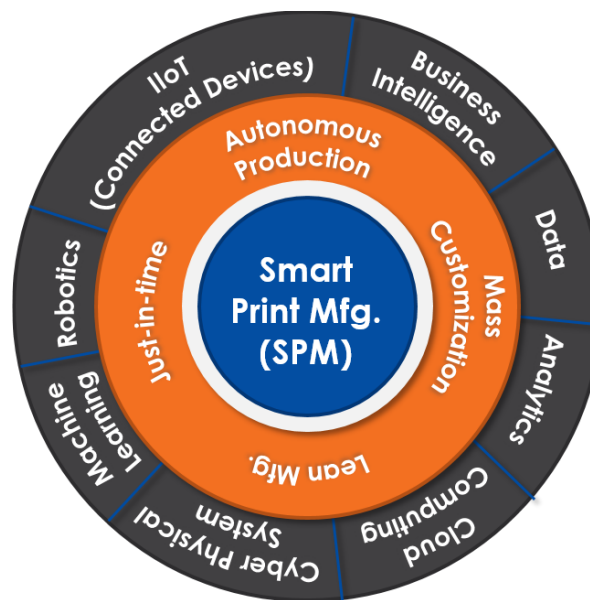 Smart
Print Mfg.
(SPM)
Autonomous
Production
Mass
Customization
Lean Mfg.
Just-in-time
IIoT
(Connected Devices)
Business
Intelligence
Data
Analytics
Cloud
Computing
Cyber Physical
System
Machine
Learning
Robotics